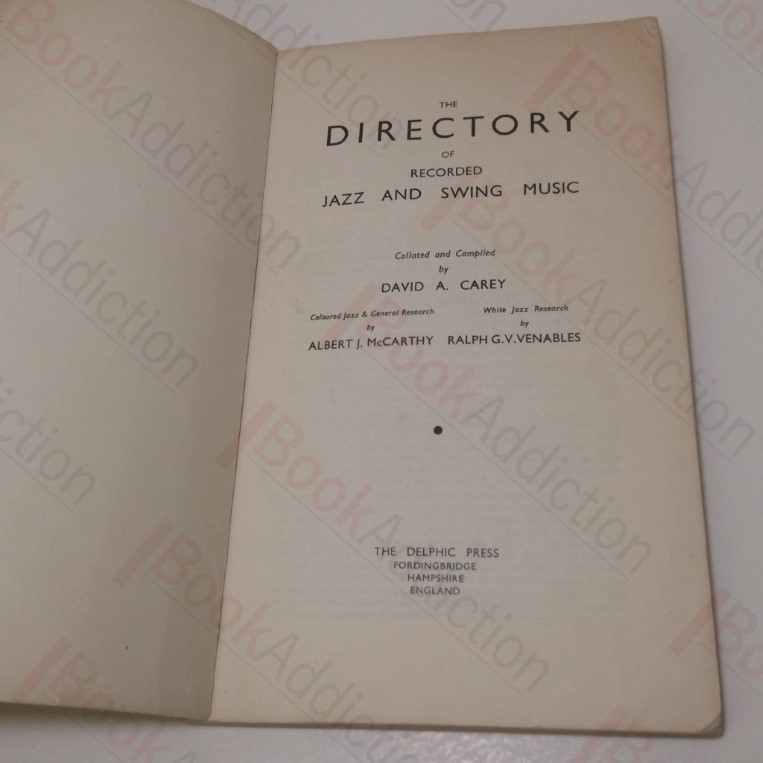 THE
DIRECTORY
OF
RECORDED
JAZZ AND SWING MUSIC
Collated and Compiled
by
DAVID A. CAREY
Coloured Jazz & General Research
by
ALBERT J. McCARTHY
White Jazz Research
by
RALPH G.V. VENABLES
THE DELPHIC PRESS
FORDINGBRIDGE
HAMPSHIRE
ENGLAND
BookAddiction